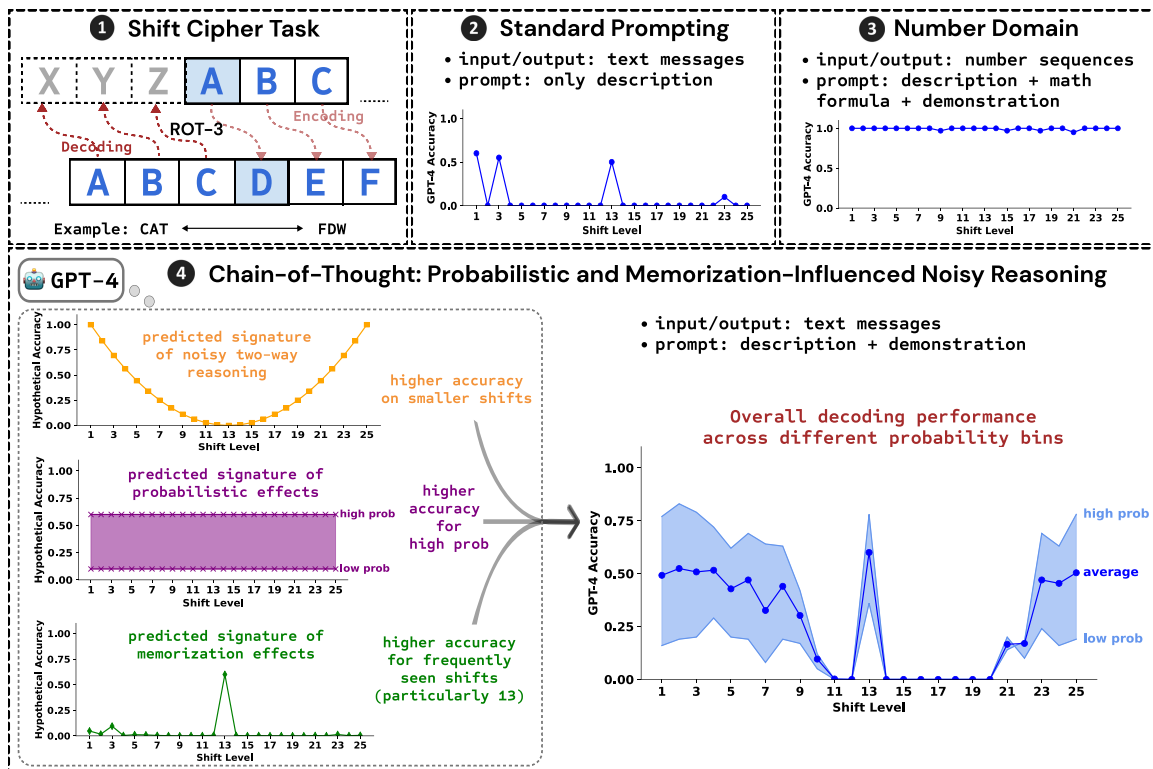 1 Shift Cipher Task
X Y Z A B C
Encoding
ROT-3
Decoding
A B C D E F
Example: CAT FDW
2 Standard Prompting
• input/output: text messages
• prompt: only description
GPT-4 Accuracy
1.0
0.5
0.0
1 3 5 7 9 11 13 15 17 19 21 23 25
Shift Level
3 Number Domain
• input/output: number sequences
• prompt: description + math
formula + demonstration
GPT-4 Accuracy
1.0
0.5
0.0
1 3 5 7 9 11 13 15 17 19 21 23 25
Shift Level
GPT-4
4 Chain-of-Thought: Probabilistic and Memorization-Influenced Noisy Reasoning
Hypothetical Accuracy
1.00
0.75
0.50
0.25
0.00
predicted signature
of noisy two-way
reasoning
1 3 5 7 9 11 13 15 17 19 21 23 25
Shift Level
higher accuracy
on smaller shifts
Hypothetical Accuracy
1.00
0.75
0.50
0.25
0.00
predicted signature of
probabilistic effects
high prob
low prob
1 3 5 7 9 11 13 15 17 19 21 23 25
Shift Level
higher
accuracy
for
high prob
Hypothetical Accuracy
1.00
0.75
0.50
0.25
0.00
predicted signature of
memorization effects
1 3 5 7 9 11 13 15 17 19 21 23 25
Shift Level
higher accuracy
for frequently
seen shifts
(particularly 13)
• input/output: text messages
• prompt: description + demonstration
Overall decoding performance
across different probability bins
GPT-4 Accuracy
1.00
0.75
0.50
0.25
0.00
high prob
average
low prob
1 3 5 7 9 11 13 15 17 19 21 23 25
Shift Level